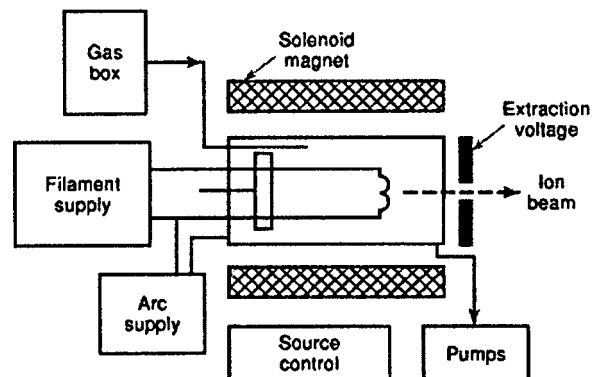 Gas
box
Solenoid
magnet
Extraction
voltage
Filament
supply
Ion
beam
Arc
supply
Source
control
Pumps